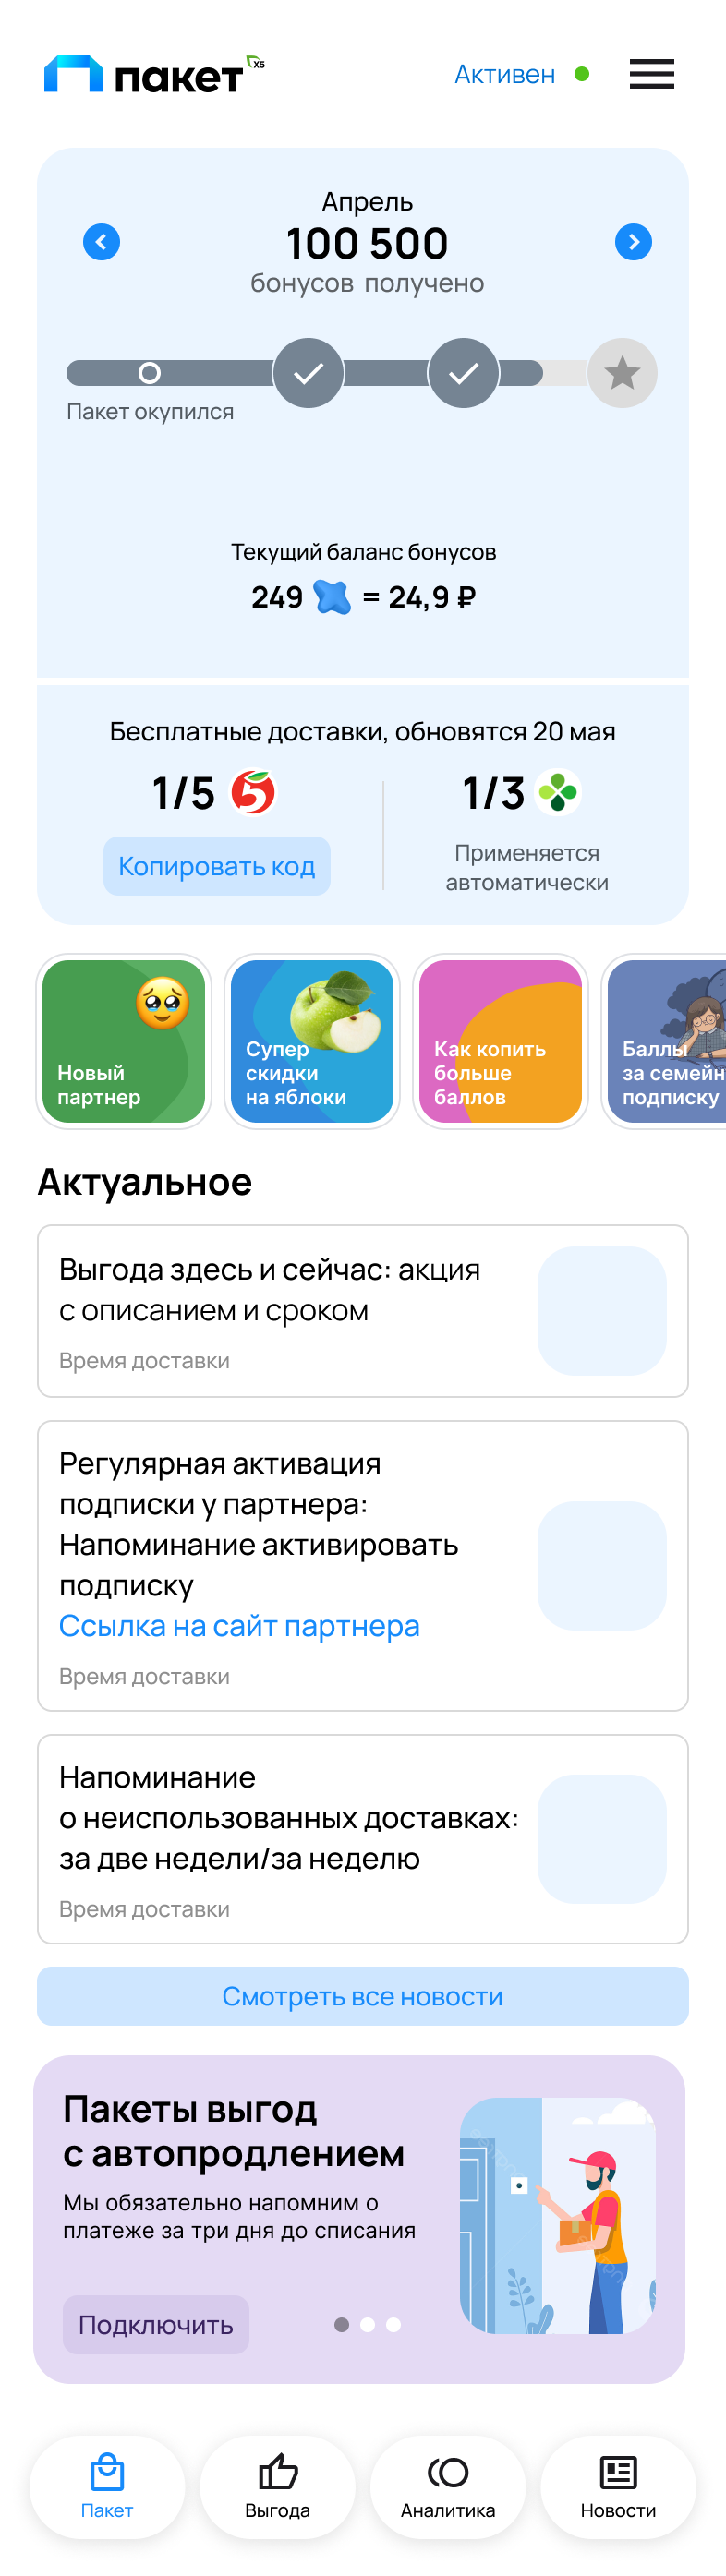 пакет X5
Активен
Апрель
100 500
бонусов получено
Пакет окупился
Текущий баланс бонусов
249 = 24,9 ₽
Бесплатные доставки, обновятся 20 мая
1/5 5
1/3
Копировать код
Применяется
автоматически
Новый
партнер
Супер
скидки
на яблоки
Как копить
больше
баллов
Баллы
за семейн
подписку
Актуальное
Выгода здесь и сейчас: акция
с описанием и сроком
Время доставки
Регулярная активация
подписки у партнера:
Напоминание активировать
подписку
Ссылка на сайт партнера
Время доставки
Напоминание
о неиспользованных доставках:
за две недели/за неделю
Время доставки
Смотреть все новости
Пакеты выгод
с автопродлением
Мы обязательно напомним о
платеже за три дня до списания
Подключить
Пакет
Выгода
Аналитика
Новости